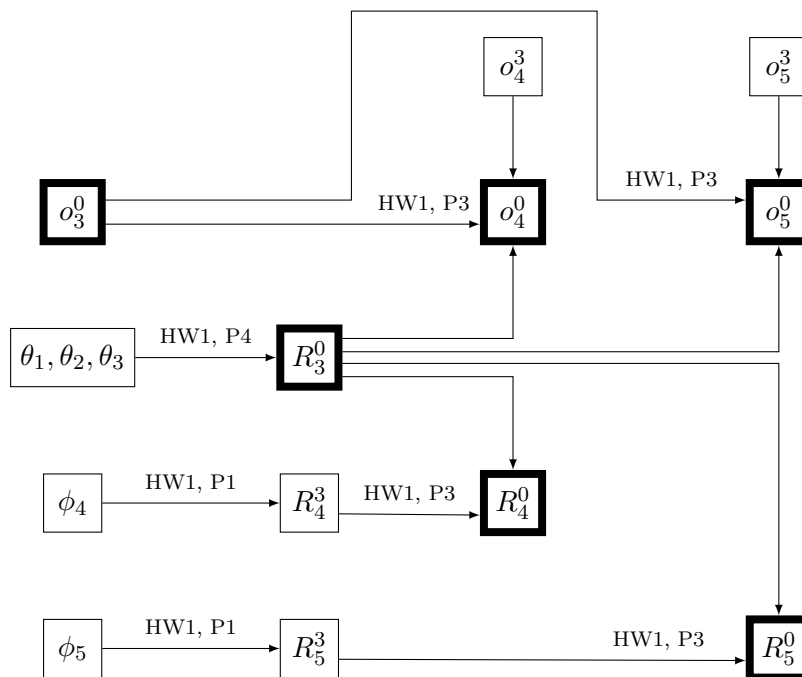 o_4^3 o_5^3
HW1, P3
o_3^0 HW1, P3 o_4^0 o_5^0
θ_1, θ_2, θ_3 HW1, P4 R_3^0
ϕ_4 HW1, P1 R_4^3 HW1, P3 R_4^0
ϕ_5 HW1, P1 R_5^3 HW1, P3 R_5^0